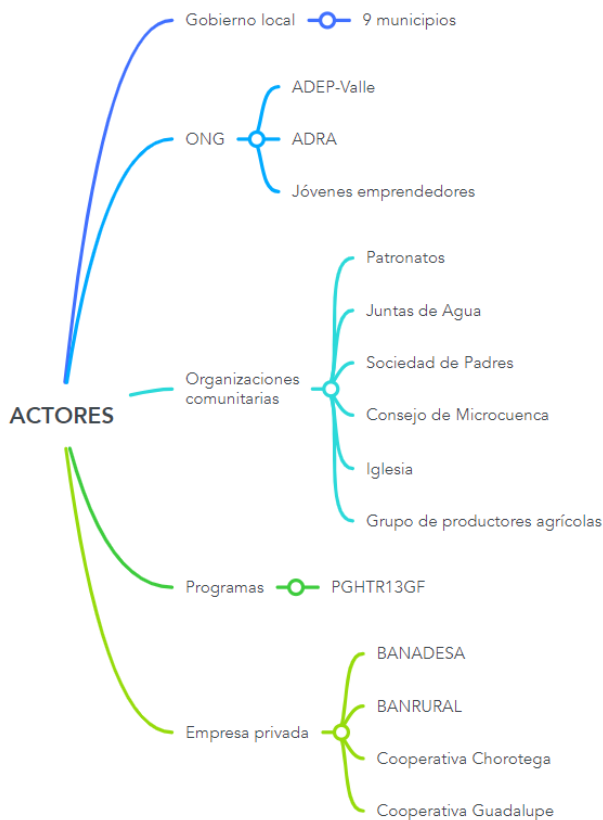 Gobierno local
9 municipios
ADEP-Valle
ONG
ADRA
Jóvenes emprendedores
Patronatos
Juntas de Agua
Sociedad de Padres
Organizaciones
comunitarias
ACTORES
Consejo de Microcuenca
Iglesia
Grupo de productores agrícolas
Programas
PGHTR13GF
BANADESA
BANRURAL
Empresa privada
Cooperativa Chorotega
Cooperativa Guadalupe